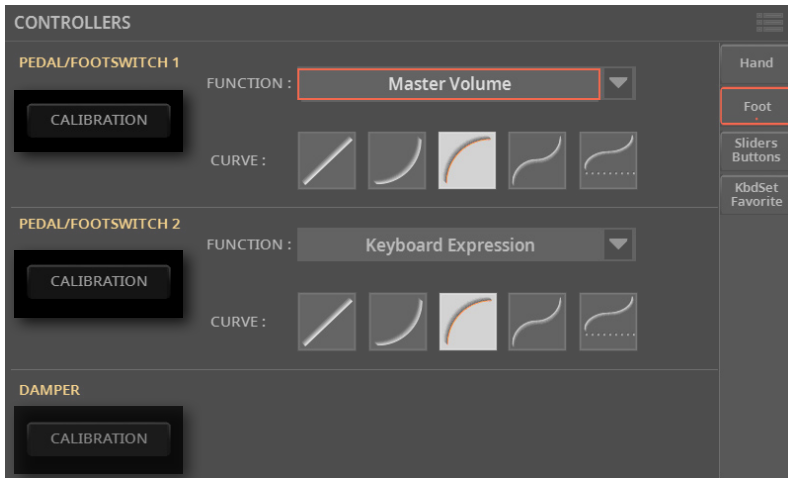 CONTROLLERS
PEDAL/FOOTSWITCH 1
CALIBRATION
FUNCTION :
Master Volume
CURVE :
PEDAL/FOOTSWITCH 2
CALIBRATION
FUNCTION :
Keyboard Expression
CURVE :
DAMPER
CALIBRATION
Hand
Foot
Sliders
Buttons
KbdSet
Favorite